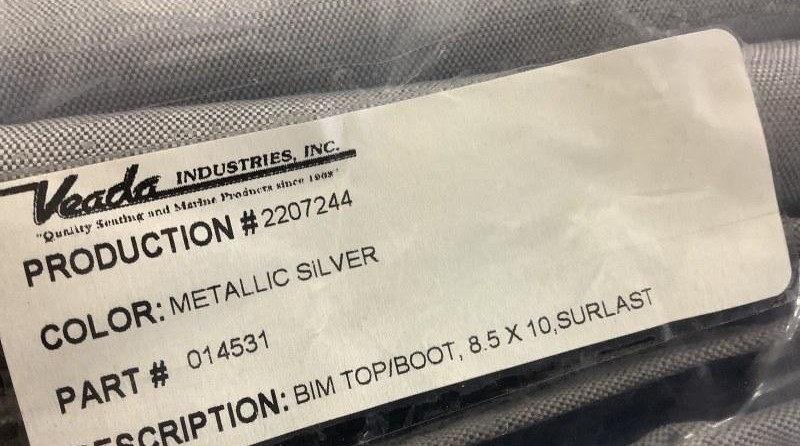 Veada INDUSTRIES, INC.
"Quality Seating and Marine Products since 1968"
PRODUCTION # 2207244
COLOR: METALLIC SiLVER
PART # 014531
DESCRIPTION: BIM TOP/BOOT, 8.5 X 10,SURLAST